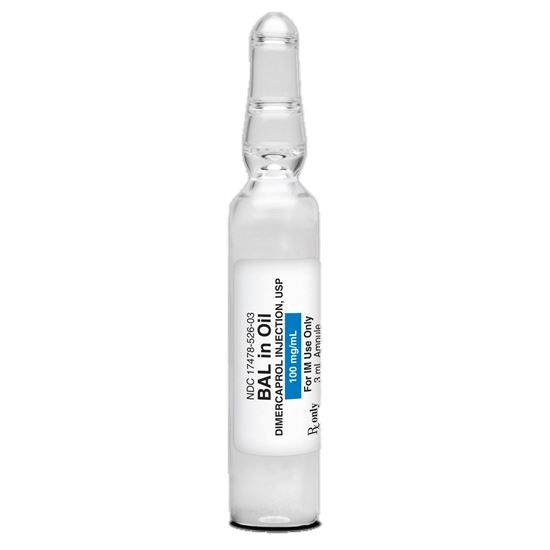 NDC 17478-526-03
BAL in Oil
DIMERCAPROL INJECTION, USP
100 mg/mL
For IM Use Only
3 mL Ampule
Rx only